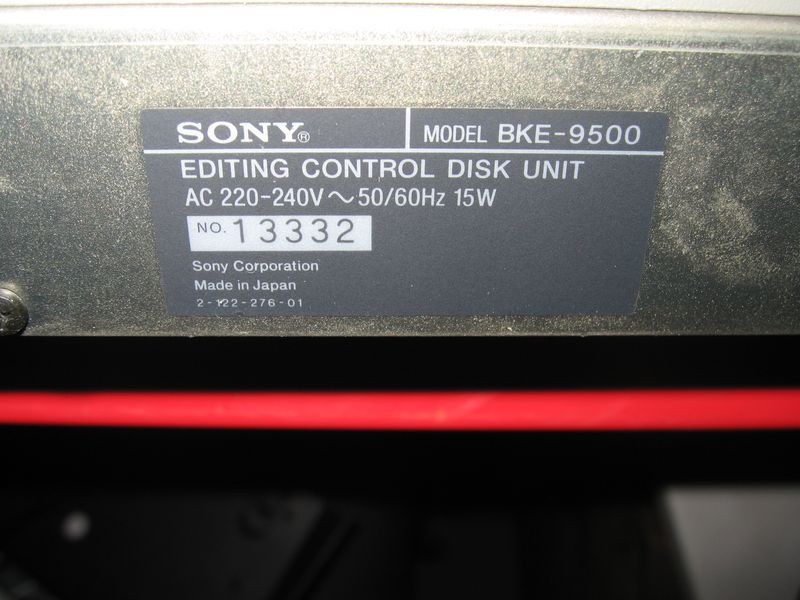 SONY® MODEL BKE-9500
EDITING CONTROL DISK UNIT
AC 220-240V～50/60Hz 15W
NO. 13332
Sony Corporation
Made in Japan
2-122-276-01